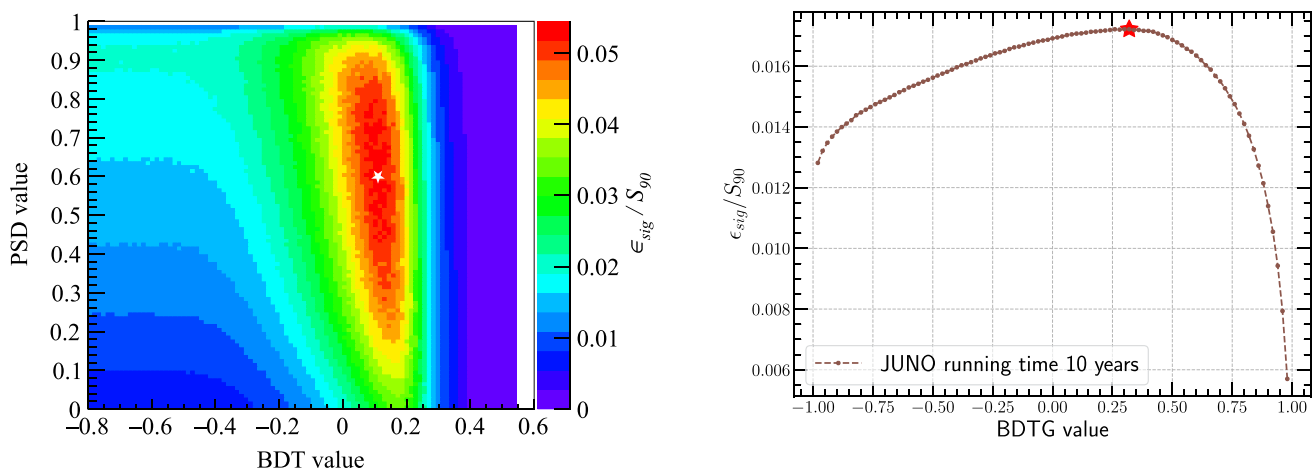 1
0.9
0.8
0.7
0.6
0.5
0.4
0.3
0.2
0.1
0
PSD value
−0.8 −0.6 −0.4 −0.2 0 0.2 0.4 0.6
BDT value
0.05
0.04
0.03
0.02
0.01
0
∈sig / S90
0.016
0.014
0.012
0.010
0.008
0.006
ϵsig/S90
JUNO running time 10 years
−1.00 −0.75 −0.50 −0.25 0.00 0.25 0.50 0.75 1.00
BDTG value